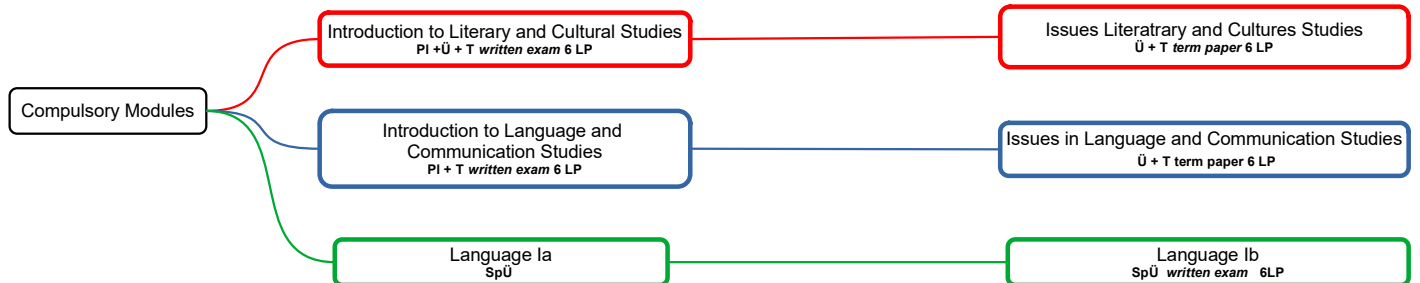 Compulsory Modules
Introduction to Literary and Cultural Studies
PI +Ü + T written exam 6 LP
Issues Literatrary and Cultures Studies
Ü + T term paper 6 LP
Introduction to Language and
Communication Studies
PI + T written exam 6 LP
Issues in Language and Communication Studies
Ü + T term paper 6 LP
Language Ia
SpÜ
Language Ib
SpÜ written exam 6LP